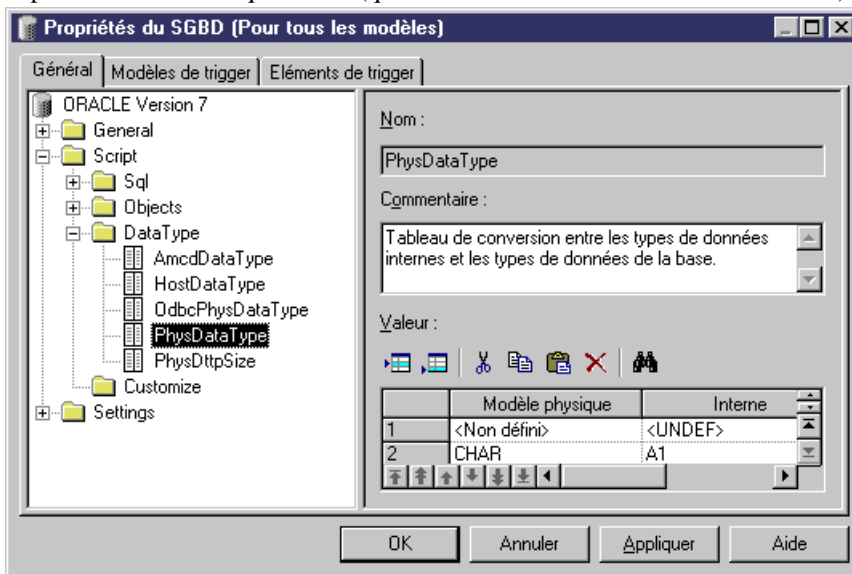 Propriétés du SGBD (Pour tous les modèles)
Général
Modèles de trigger
Eléments de trigger
ORACLE Version 7
General
Script
Sql
Objects
DataType
AmcdDataType
HostDataType
OdbcPhysDataType
PhysDataType
PhysDttpSize
Customize
Settings
Nom :
PhysDataType
Commentaire :
Tableau de conversion entre les types de données
internes et les types de données de la base.
Valeur :
Modèle physique Interne
1 <Non défini> <UNDEF>
2 CHAR A1
OK Annuler Appliquer Aide